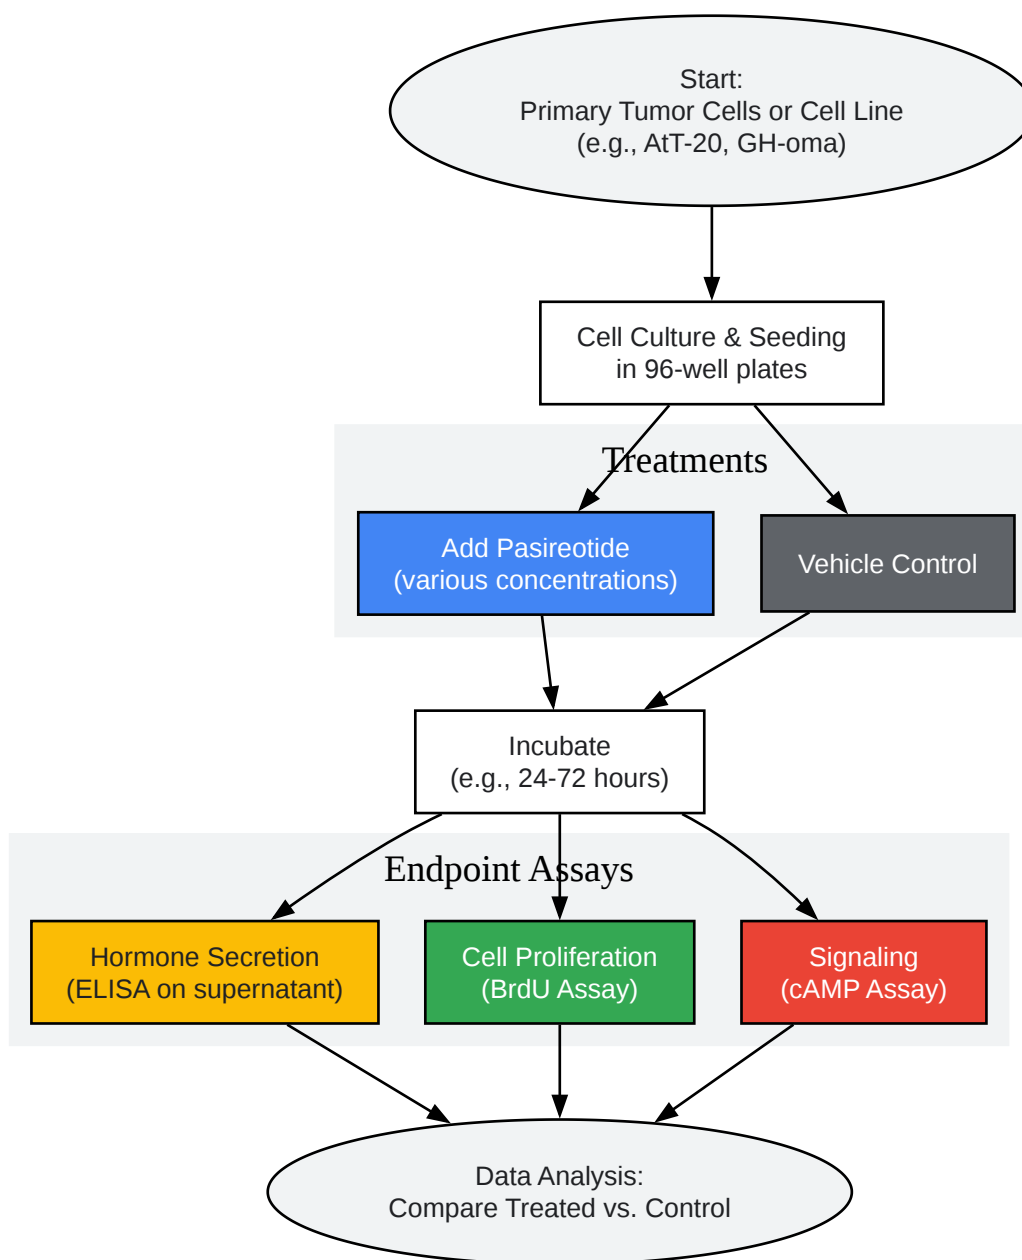 Start:
Primary Tumor Cells or Cell Line
(e.g., AtT-20, GH-oma)
Cell Culture & Seeding
in 96-well plates
Treatments
Add Pasireotide
(various concentrations)
Vehicle Control
Incubate
(e.g., 24-72 hours)
Endpoint Assays
Hormone Secretion
(ELISA on supernatant)
Cell Proliferation
(BrdU Assay)
Signaling
(cAMP Assay)
Data Analysis:
Compare Treated vs. Control